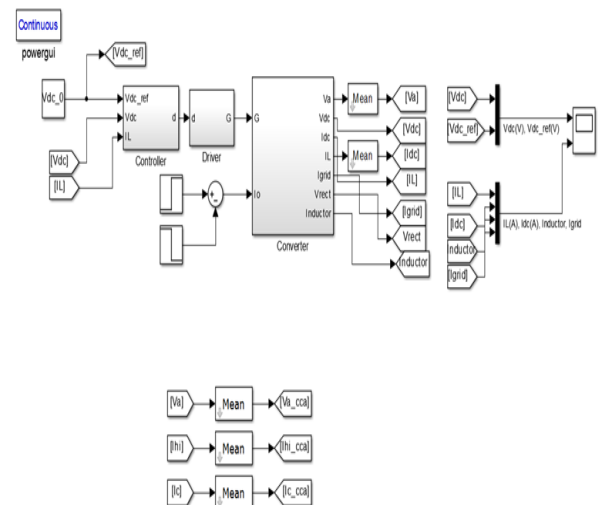 Continuous
powergui
[Vdc_ref]
Vdc_0
Vdc_ref
Vdc
IL
d
Controller
d
G
Driver
[Vdc]
[IL]
G
Io
Va
Vdc
Idc
IL
Igrid
Vrect
Inductor
Converter
Mean
Mean
[Va]
[Vdc]
[Idc]
[IL]
[Igrid]
Vrect
Inductor
[Vdc]
[Vdc_ref]
Vdc(V), Vdc_ref(V)
[IL]
[Idc]
Inductor
[Igrid]
IL(A), Idc(A), Inductor, Igrid
[Va]
Mean
[Va_cca]
[Ihi]
Mean
[Ihi_cca]
[Ic]
Mean
[Ic_cca]